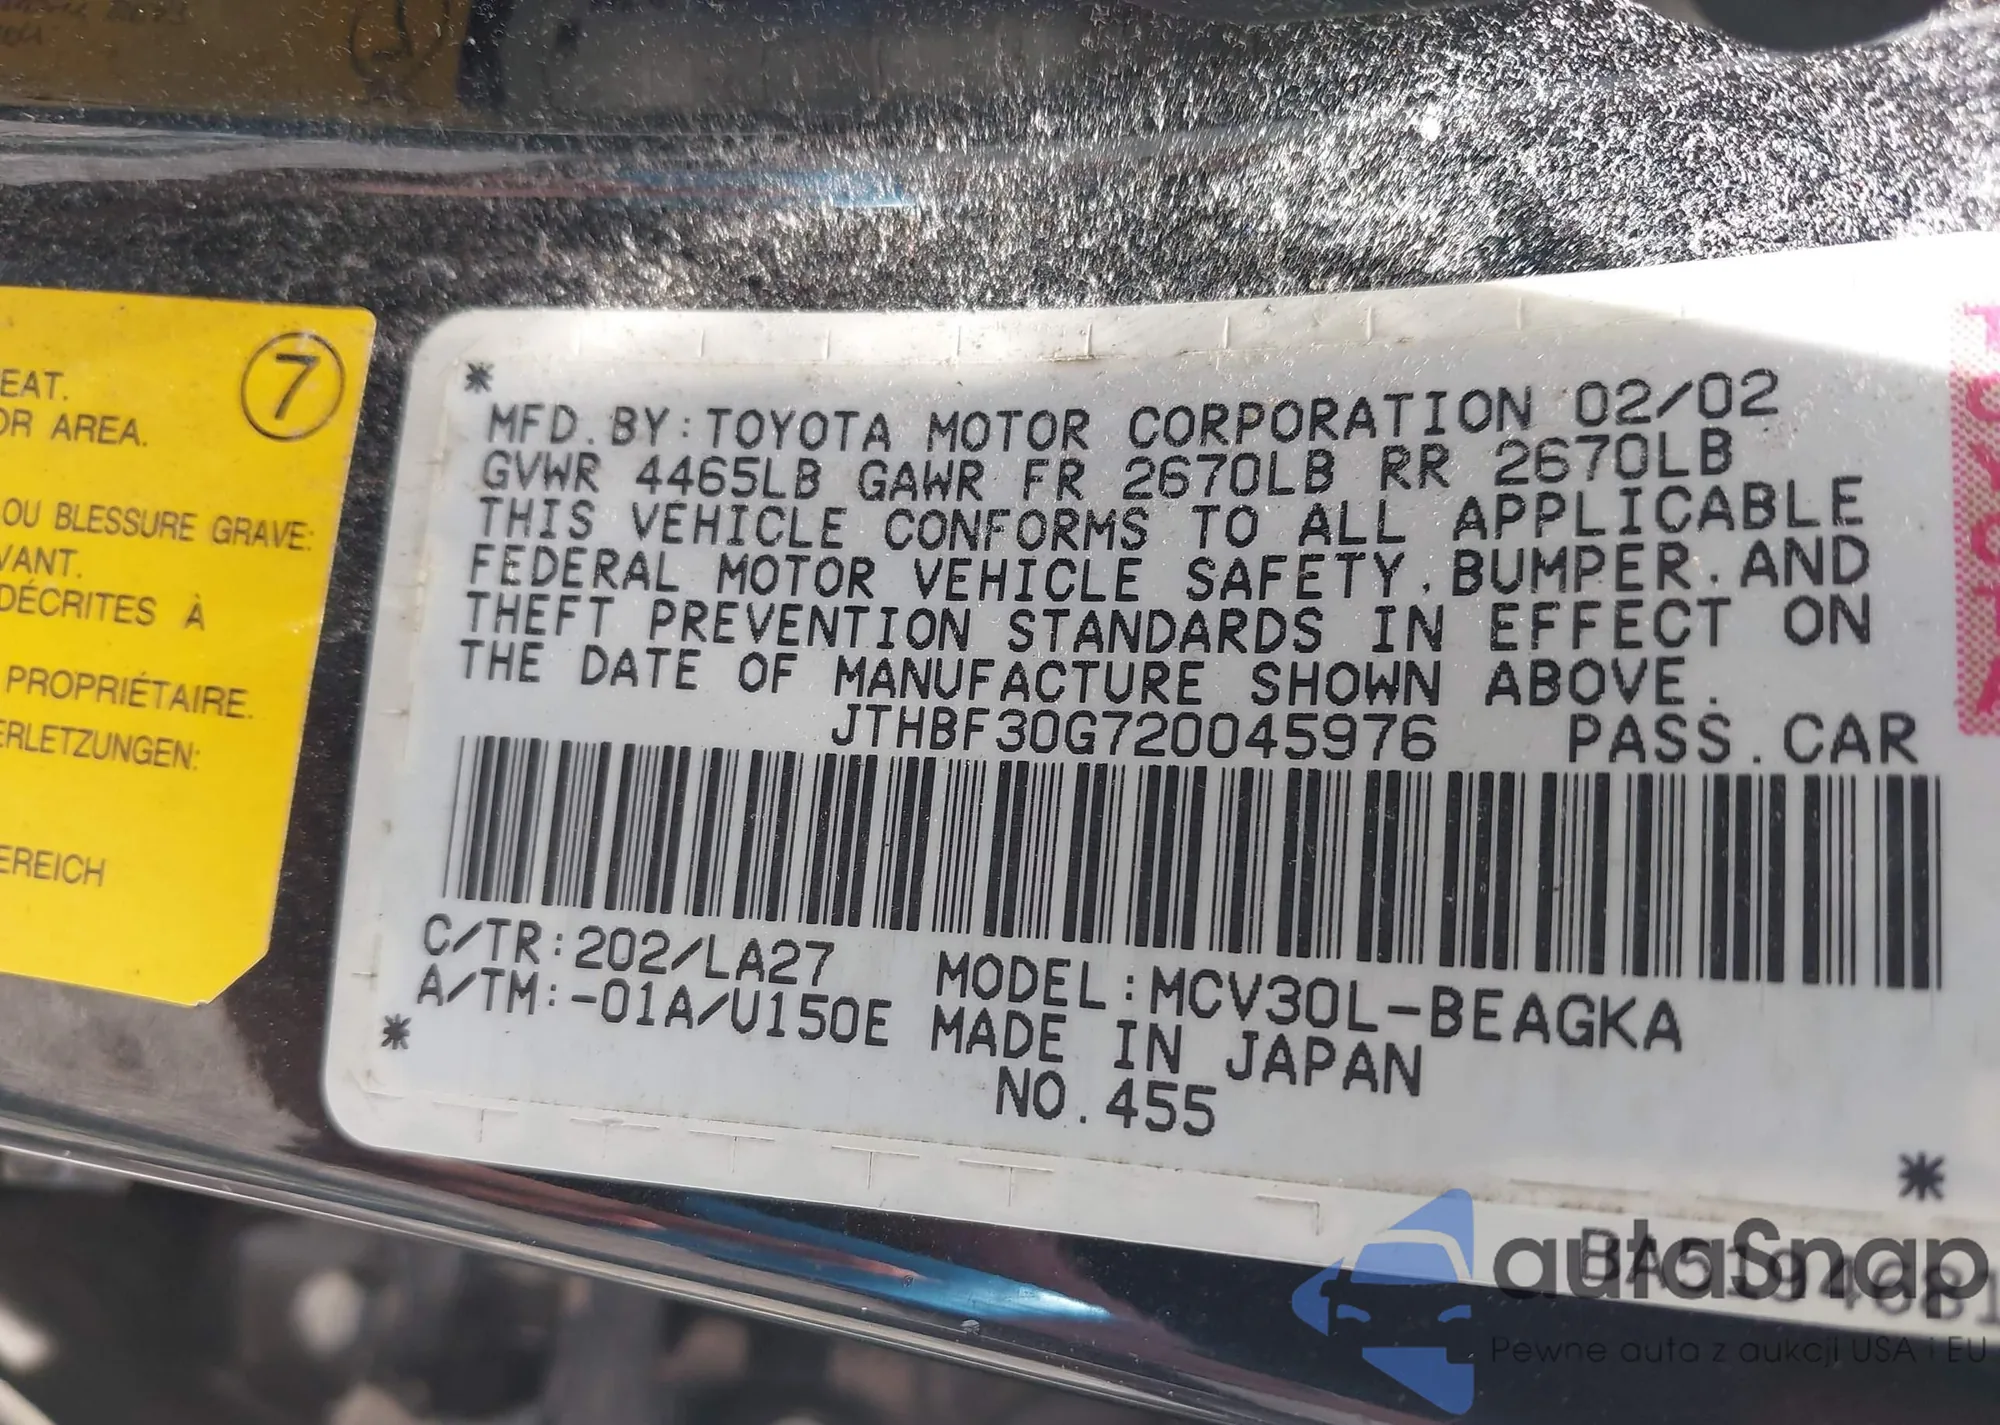 7
EAT.
OR AREA.
OU BLESSURE GRAVE:
VANT.
DÉCRITES À
PROPRIÉTAIRE.
ERLETZUNGEN:
EREICH
*
MFD. BY: TOYOTA MOTOR CORPORATION 02/02
GVWR 4465LB GAWR FR 2670LB RR 2670LB
THIS VEHICLE CONFORMS TO ALL APPLICABLE
FEDERAL MOTOR VEHICLE SAFETY, BUMPER, AND
THEFT PREVENTION STANDARDS IN EFFECT ON
THE DATE OF MANUFACTURE SHOWN ABOVE.
JTHBF30G720045976 PASS. CAR
C/TR: 202/LA27 MODEL: MCV30L-BEAGKA
A/TM: -01A/U150E MADE IN JAPAN
* NO. 455
*
TOYOTA
BA5194681
autoSnap
Pewne auta z aukcji USA i EU